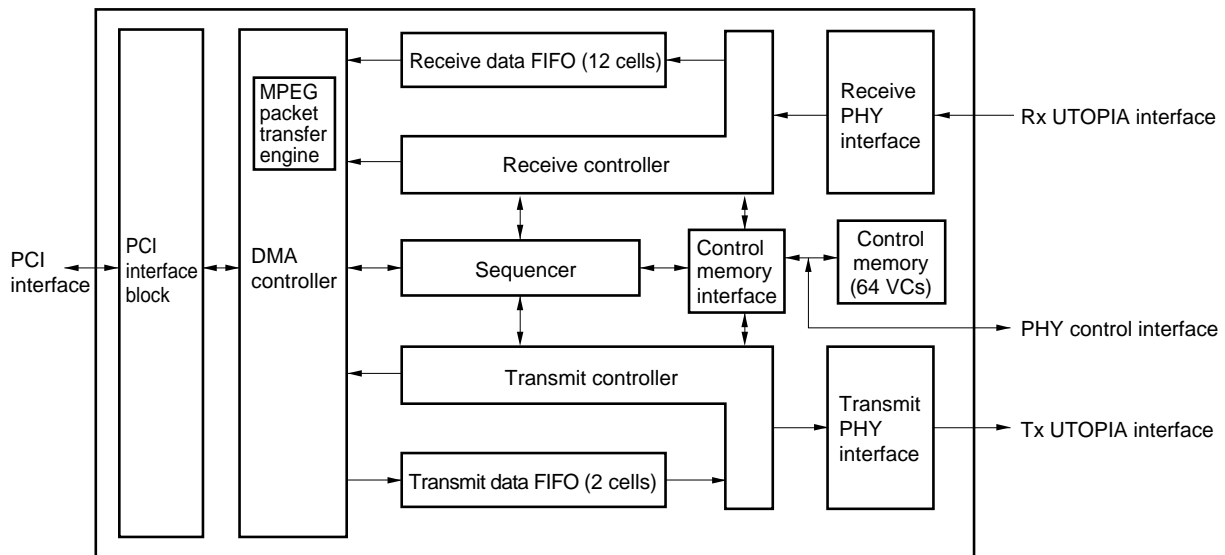 Receive data FIFO (12 cells)
MPEG
packet
transfer
engine
Receive
PHY
interface
Rx UTOPIA interface
Receive controller
PCI
interface
PCI
interface
block
DMA
controller
Sequencer
Control
memory
interface
Control
memory
(64 VCs)
PHY control interface
Transmit controller
Transmit
PHY
interface
Tx UTOPIA interface
Transmit data FIFO (2 cells)